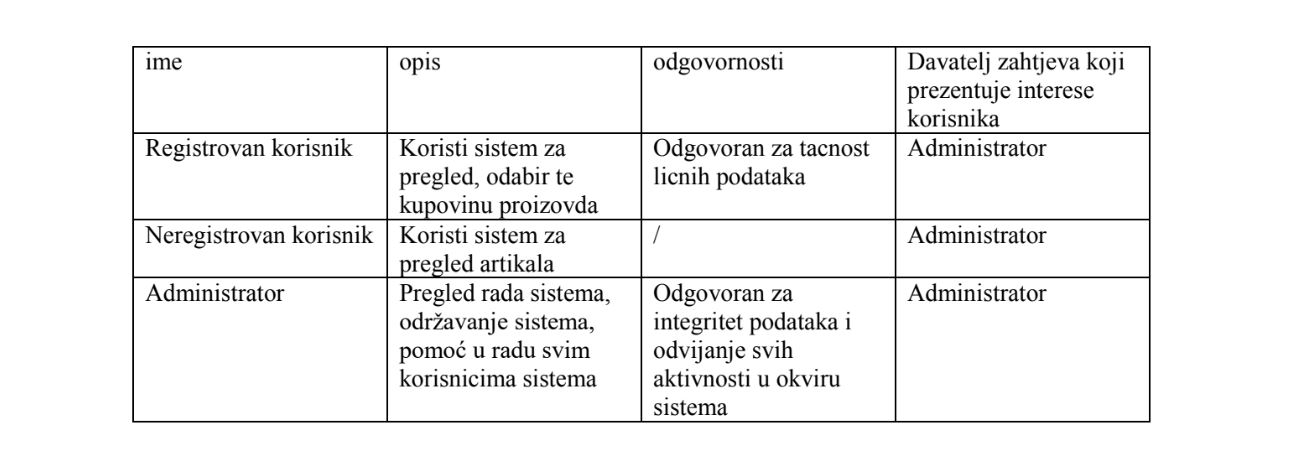 ime
opis
odgovornosti
Davatelj zahtjeva koji
prezentuje interese
korisnika
Registrovan korisnik
Koristi sistem za
pregled, odabir te
kupovinu proizovda
Odgovoran za tacnost
licnih podataka
Administrator
Neregistrovan korisnik
Koristi sistem za
pregled artikala
/
Administrator
Administrator
Pregled rada sistema,
održavanje sistema,
pomoć u radu svim
korisnicima sistema
Odgovoran za
integritet podataka i
odvijanje svih
aktivnosti u okviru
sistema
Administrator